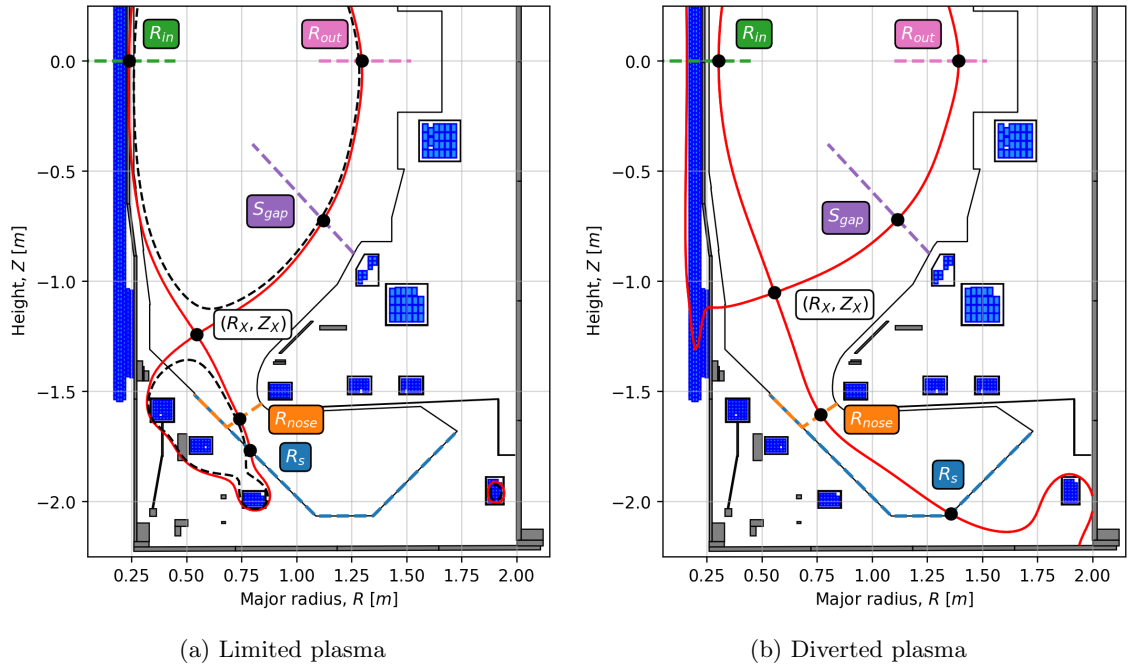 R_in
R_out
S_gap
(R_X, Z_X)
R_nose
R_s
0.0
−0.5
−1.0
−1.5
−2.0
Height, Z [m]
0.25 0.50 0.75 1.00 1.25 1.50 1.75 2.00
Major radius, R [m]
(a) Limited plasma
R_in
R_out
S_gap
(R_X, Z_X)
R_nose
R_s
0.0
−0.5
−1.0
−1.5
−2.0
Height, Z [m]
0.25 0.50 0.75 1.00 1.25 1.50 1.75 2.00
Major radius, R [m]
(b) Diverted plasma